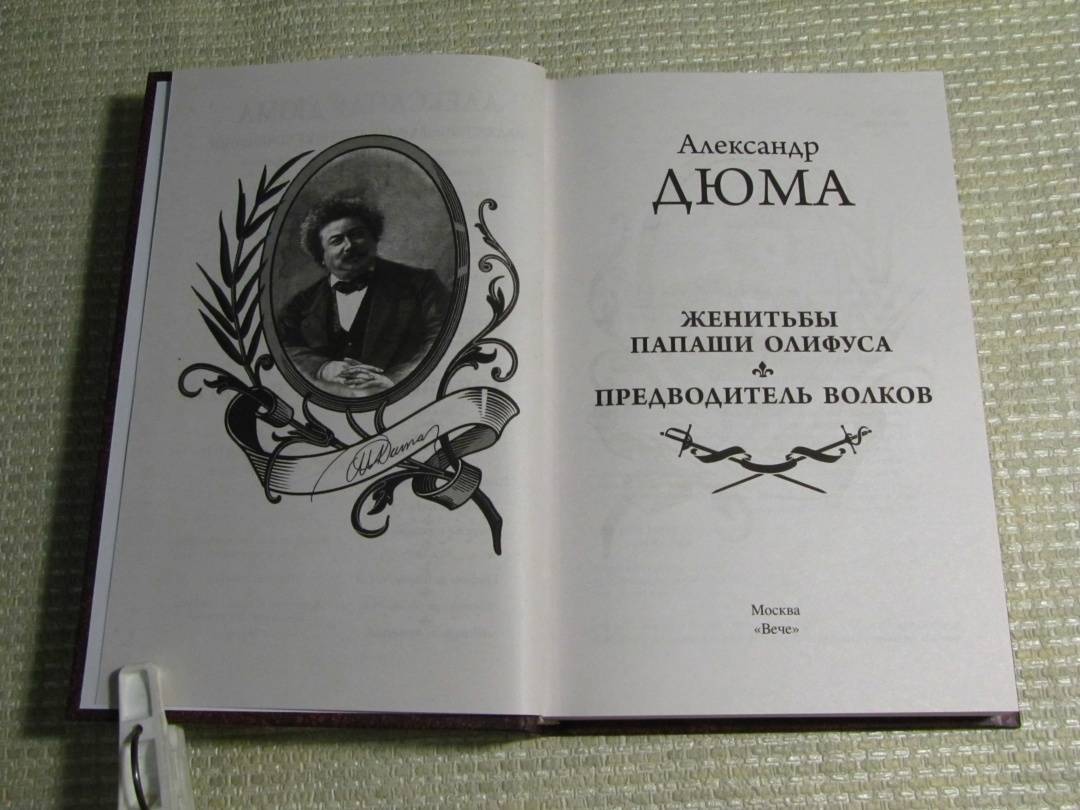 Александр
ДЮМА
ЖЕНИТЬБЫ
ПАПАШИ ОЛИФУСА
ПРЕДВОДИТЕЛЬ ВОЛКОВ
Москва
«Вече»